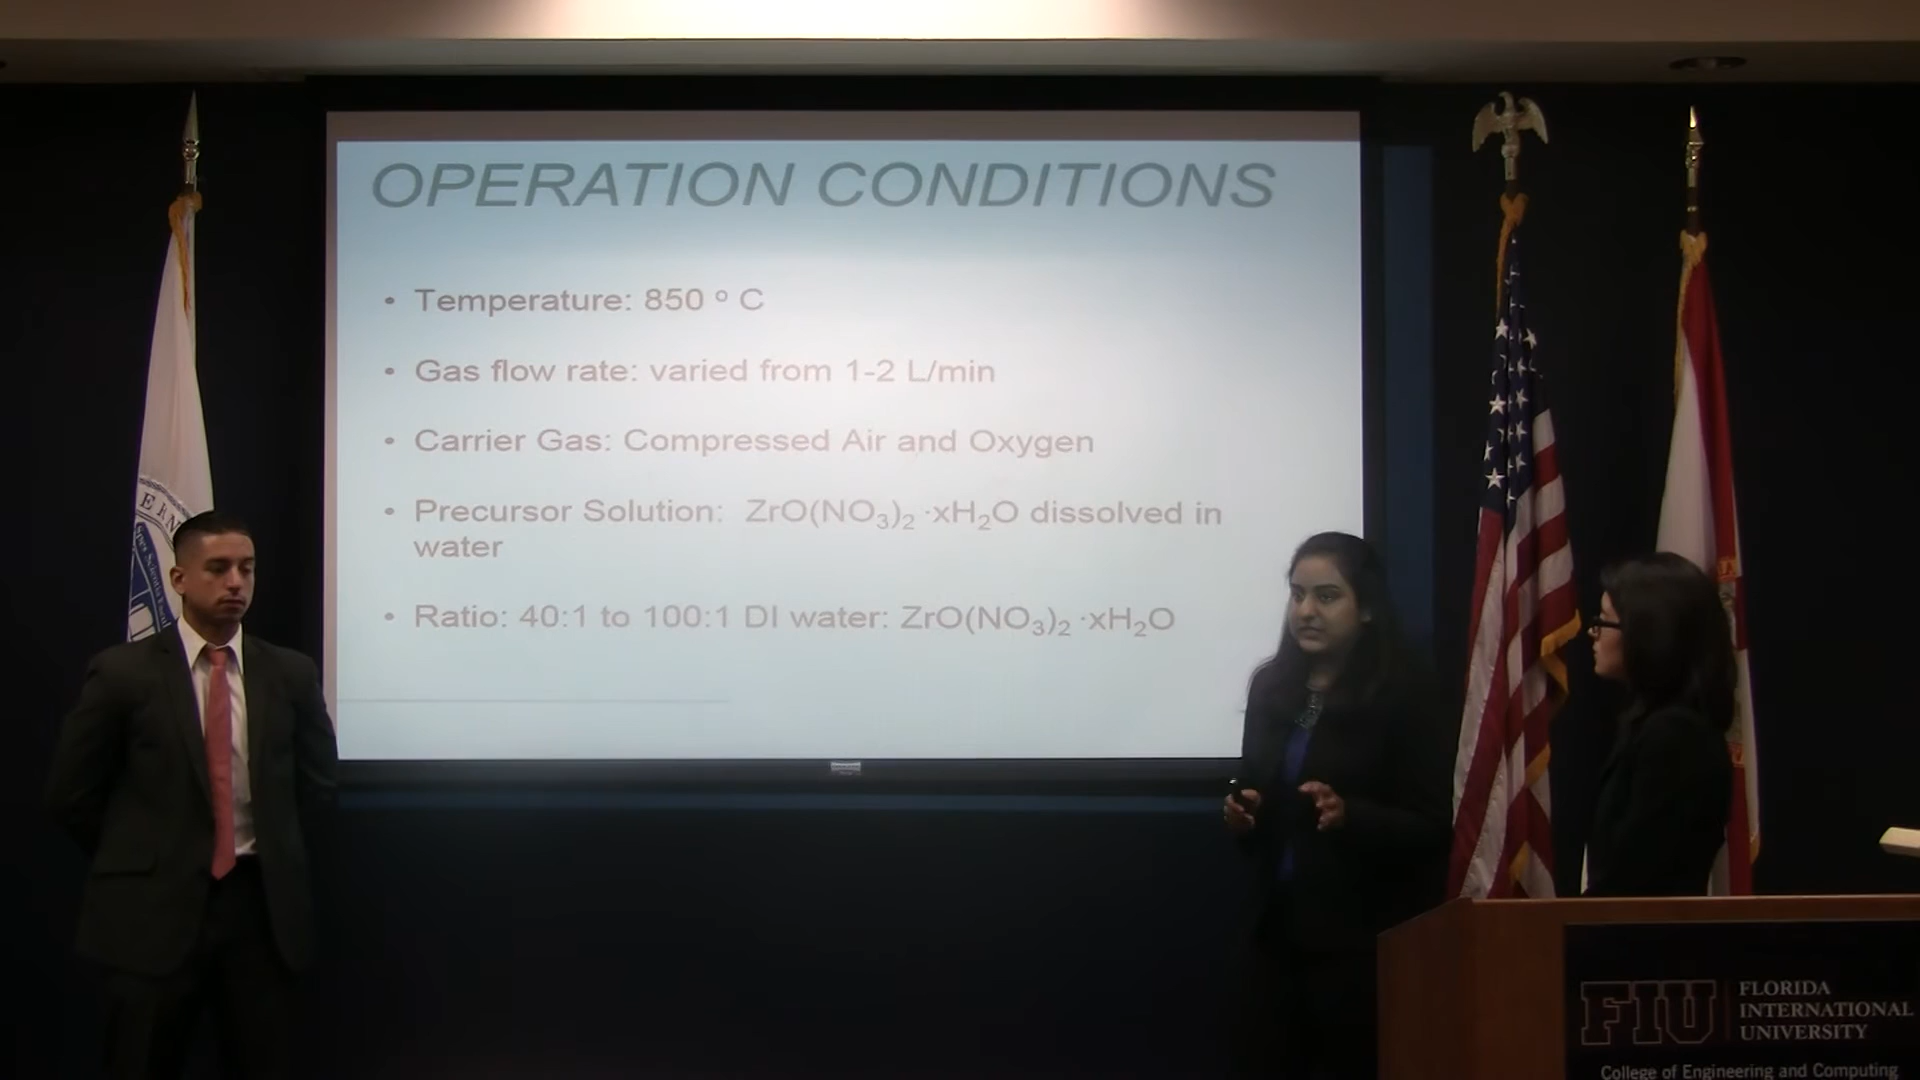 OPERATION CONDITIONS
• Temperature: 850 ° C
• Gas flow rate: varied from 1-2 L/min
• Carrier Gas: Compressed Air and Oxygen
• Precursor Solution: ZrO(NO₃)₂ ·xH₂O dissolved in
water
• Ratio: 40:1 to 100:1 DI water: ZrO(NO₃)₂ ·xH₂O
FIU
FLORIDA
INTERNATIONAL
UNIVERSITY
College of Engineering and Computing